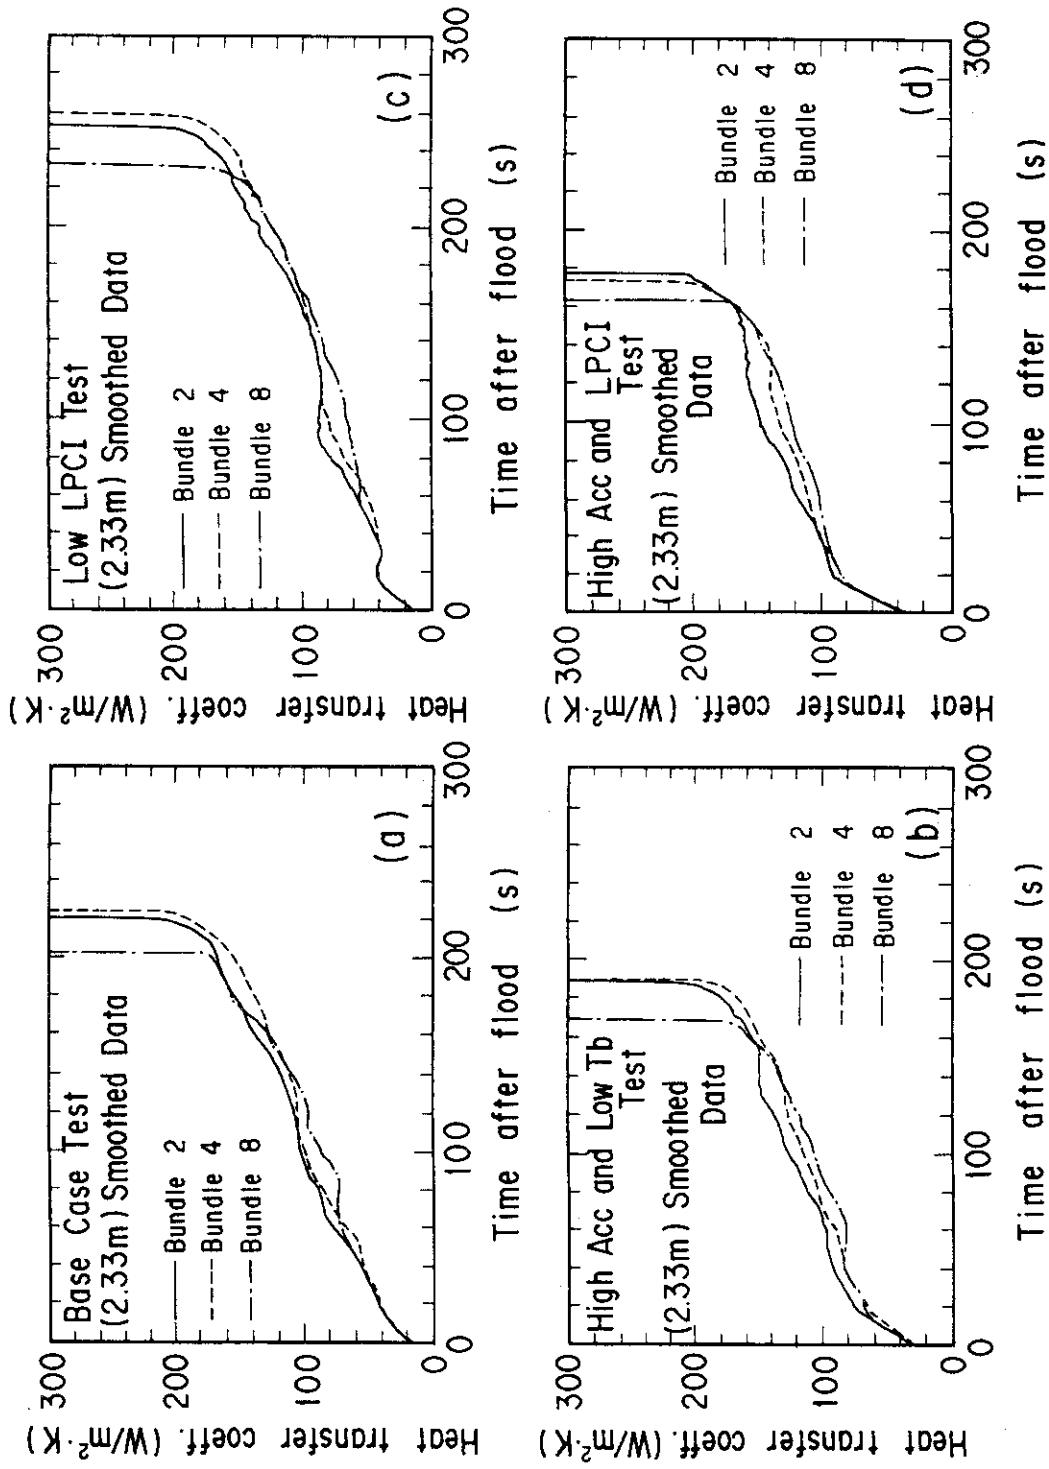 Heat transfer coeff. (W/m²·K)
300
200
100
0
Base Case Test
(2.33m) Smoothed Data
Bundle 2
Bundle 4
Bundle 8
(a)
0
100
200
300
Time after flood (s)
Heat transfer coeff. (W/m²·K)
300
200
100
0
Low LPCI Test
(2.33m) Smoothed Data
Bundle 2
Bundle 4
Bundle 8
(c)
0
100
200
300
Time after flood (s)
Heat transfer coeff. (W/m²·K)
300
200
100
0
High Acc and Low Tb
Test
(2.33m) Smoothed
Data
Bundle 2
Bundle 4
Bundle 8
(b)
0
100
200
300
Time after flood (s)
Heat transfer coeff. (W/m²·K)
300
200
100
0
High Acc and LPCI
Test
(2.33m) Smoothed
Data
Bundle 2
Bundle 4
Bundle 8
(d)
0
100
200
300
Time after flood (s)